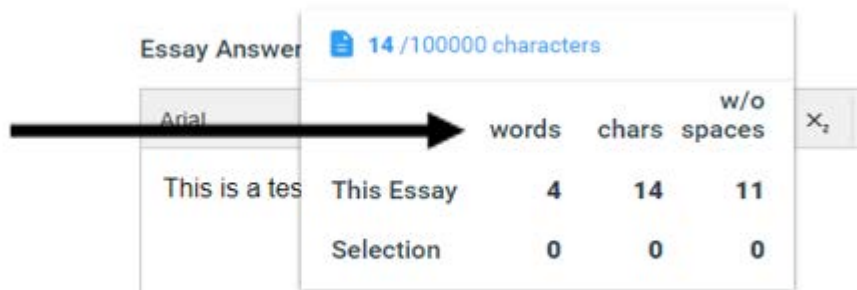 Essay Answer
14 /100000 characters
Arial
words chars w/o spaces
X₂
This is a tes
This Essay 4 14 11
Selection 0 0 0